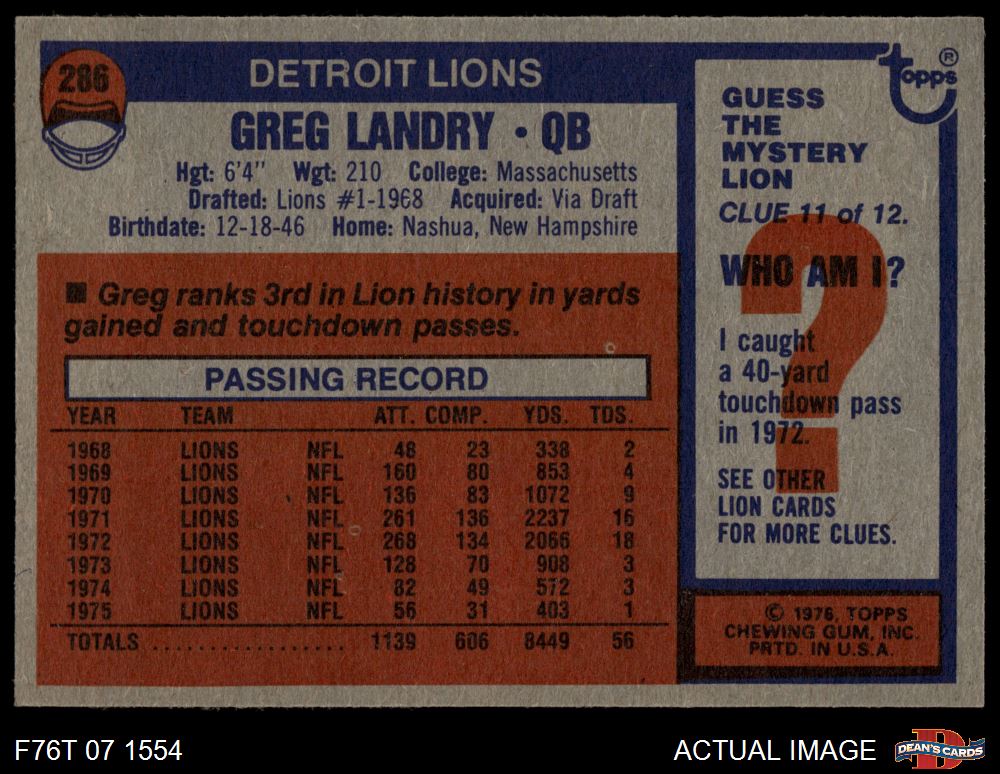 286
DETROIT LIONS
GREG LANDRY • QB
Hgt: 6'4" Wgt: 210 College: Massachusetts
Drafted: Lions #1-1968 Acquired: Via Draft
Birthdate: 12-18-46 Home: Nashua, New Hampshire
■ Greg ranks 3rd in Lion history in yards
gained and touchdown passes.
PASSING RECORD
YEAR TEAM ATT. COMP. YDS. TDS.
1968 LIONS NFL 48 23 338 2
1969 LIONS NFL 160 80 853 4
1970 LIONS NFL 136 83 1072 9
1971 LIONS NFL 261 136 2237 16
1972 LIONS NFL 268 134 2066 18
1973 LIONS NFL 128 70 908 3
1974 LIONS NFL 82 49 572 3
1975 LIONS NFL 56 31 403 1
TOTALS ................. 1139 606 8449 56
topps®
GUESS
THE
MYSTERY
LION
CLUE 11 of 12.
WHO AM I?
?
I caught
a 40-yard
touchdown pass
in 1972.
SEE OTHER
LION CARDS
FOR MORE CLUES.
© 1976, TOPPS
CHEWING GUM, INC.
PRTD. IN U.S.A.
F76T 07 1554
ACTUAL IMAGE
D
DEAN'S CARDS